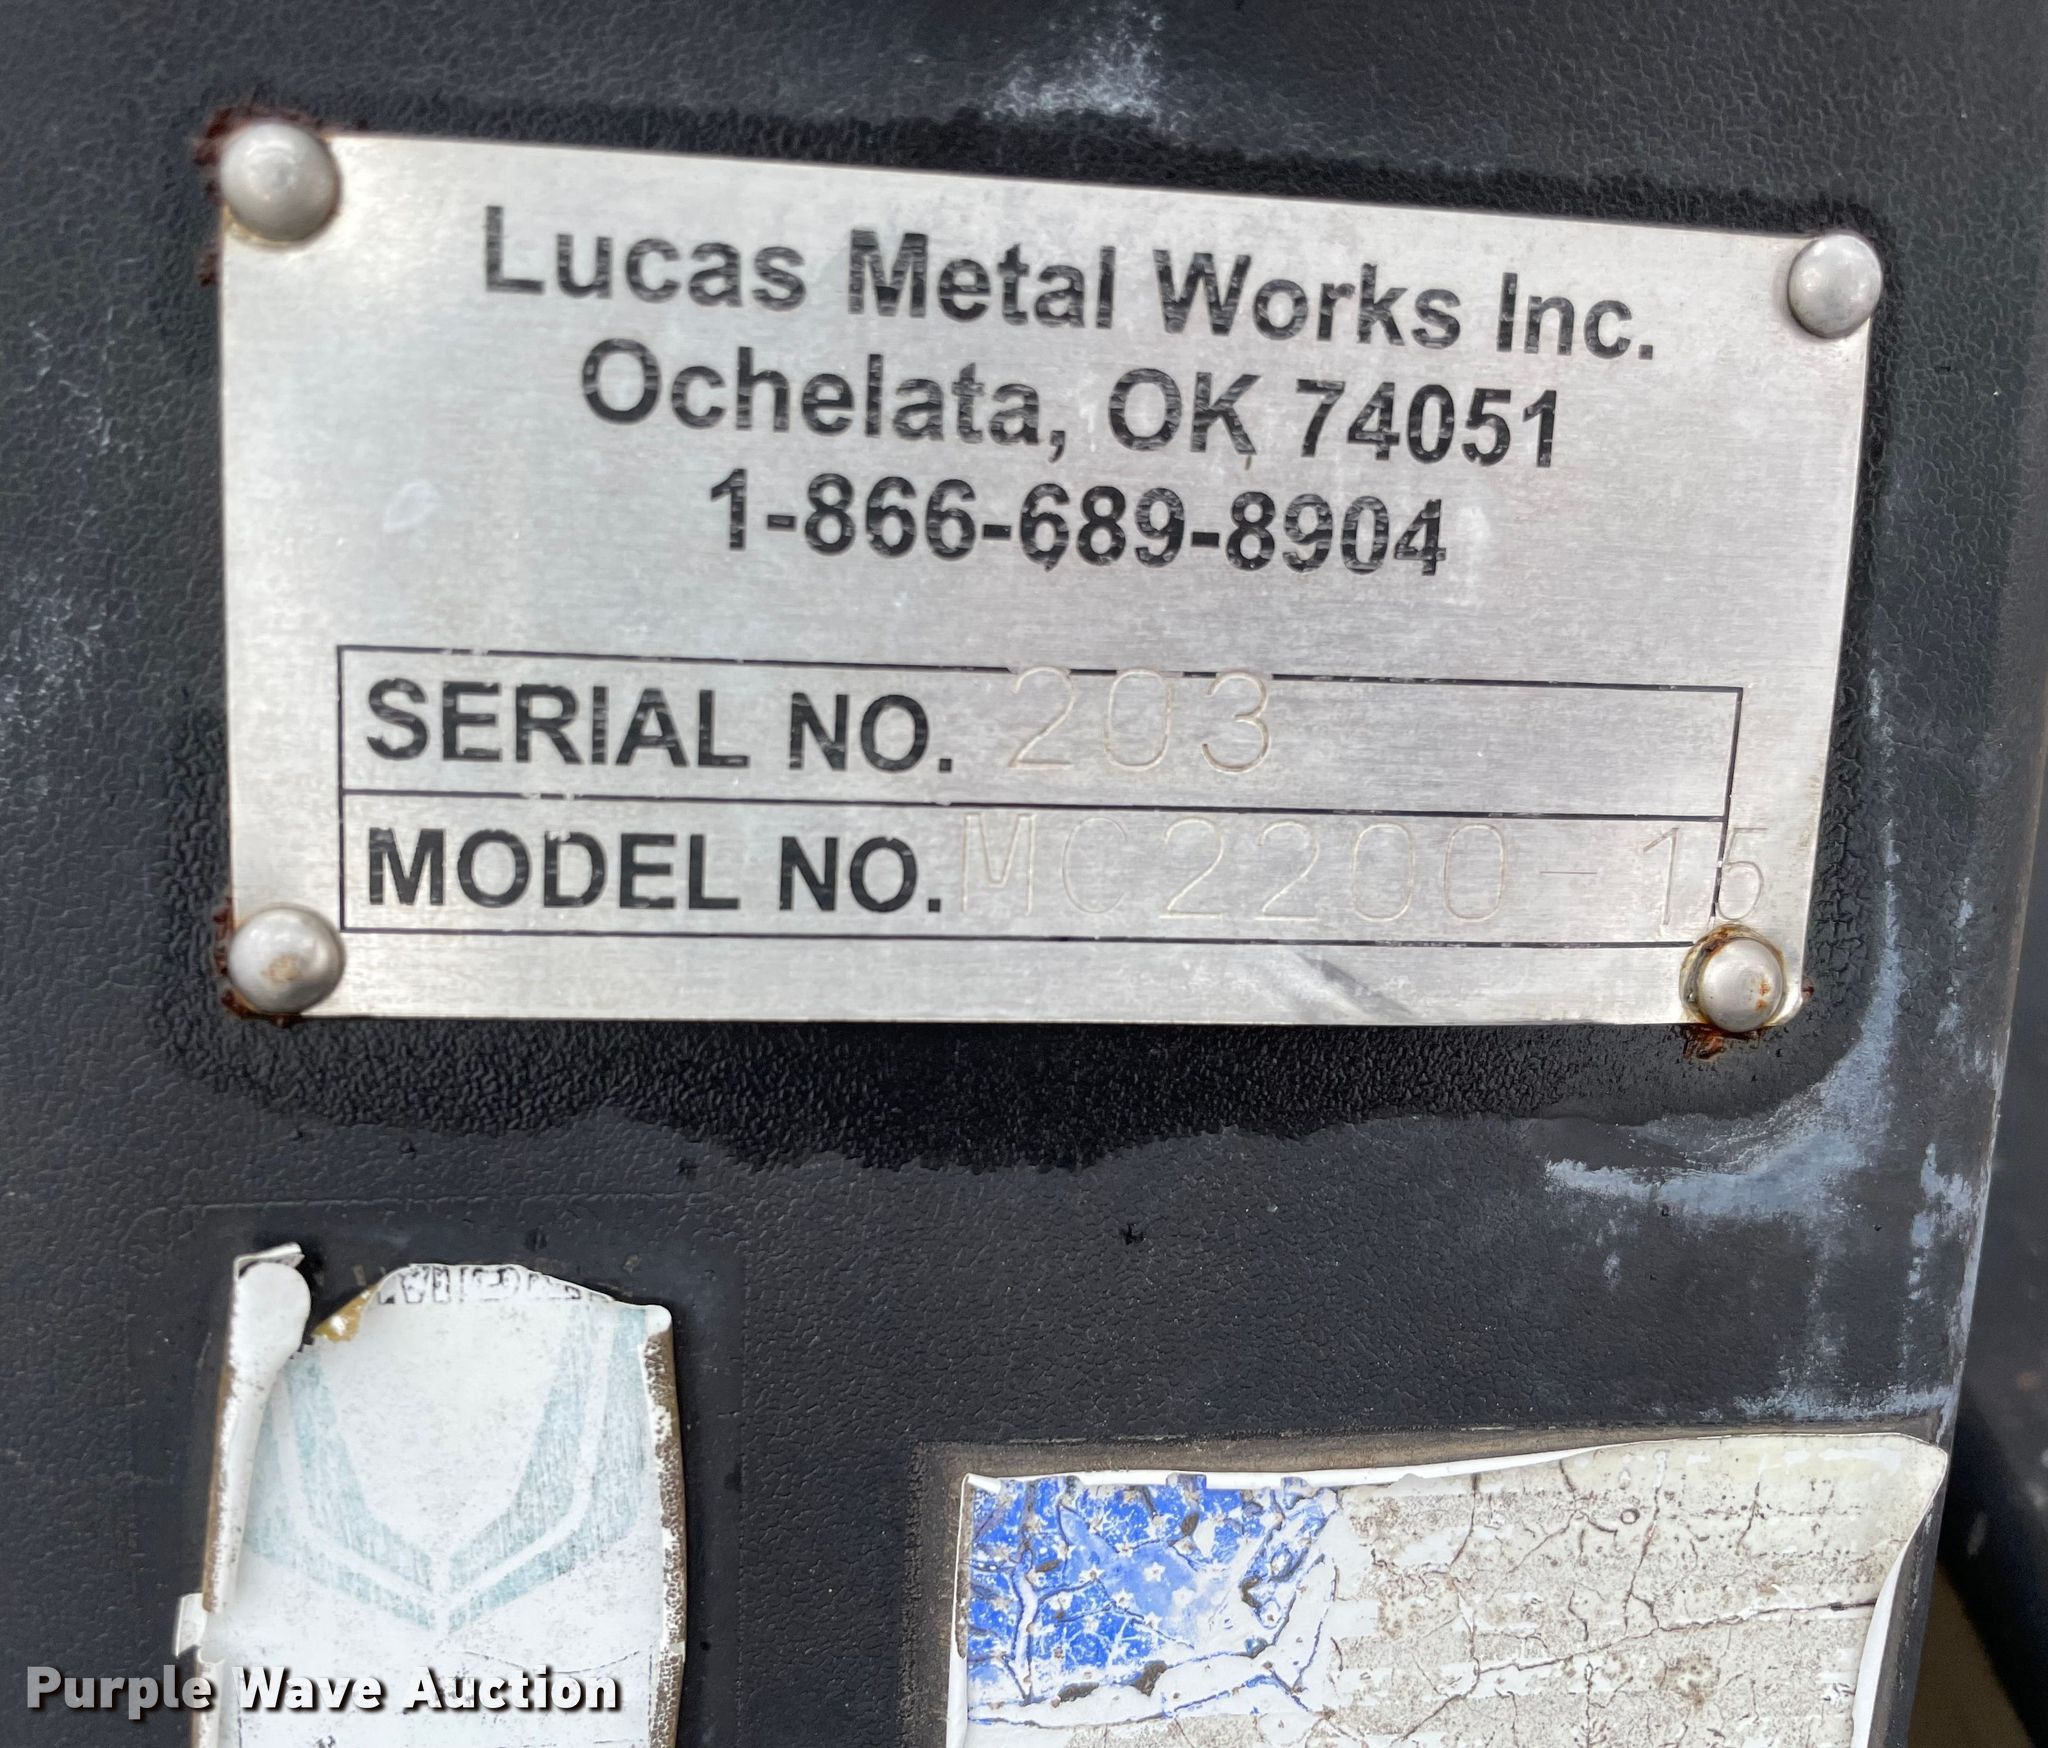 Lucas Metal Works Inc.
Ochelata, OK 74051
1-866-689-8904
SERIAL NO. 203
MODEL NO. MC2200-15
Purple Wave Auction